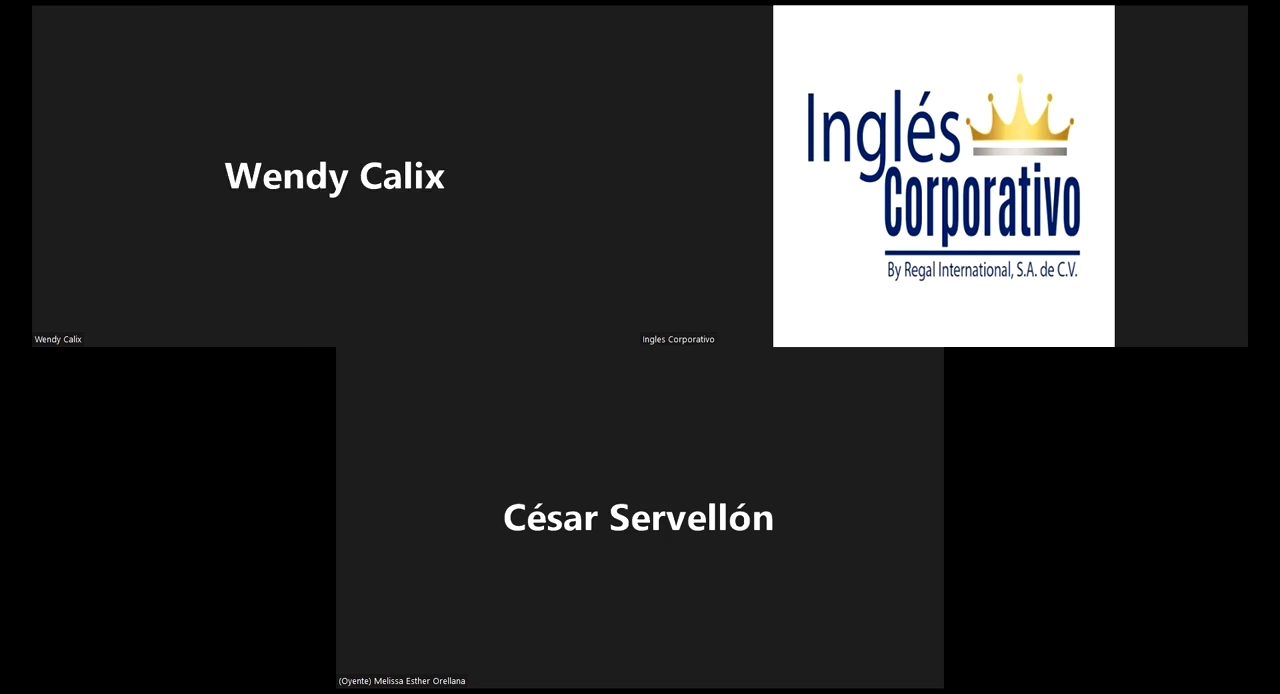 Wendy Calix
Wendy Calix
Inglés
Corporativo
By Regal International, S.A. de C.V.
Ingles Corporativo
César Servellón
(Oyente) Melissa Esther Orellana